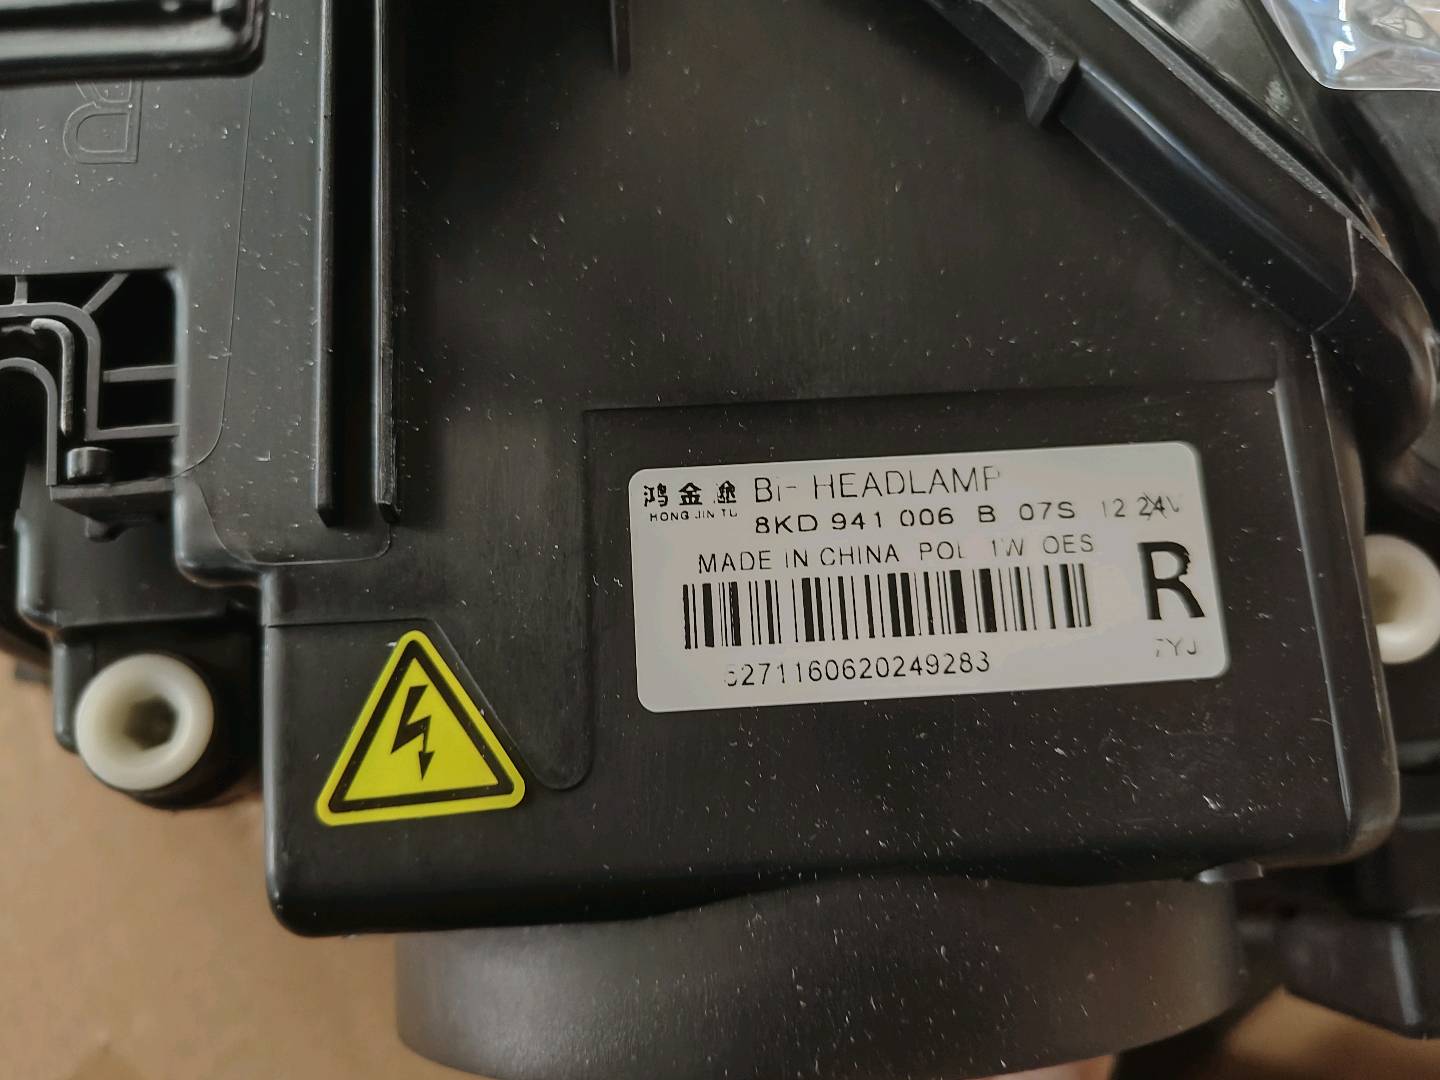 鸿金途 Bi- HEADLAMP
HONG JIN TU
8KD 941 006 B 07S 12 24V
MADE IN CHINA POL 1W OES
R
271160620249283
7YJ